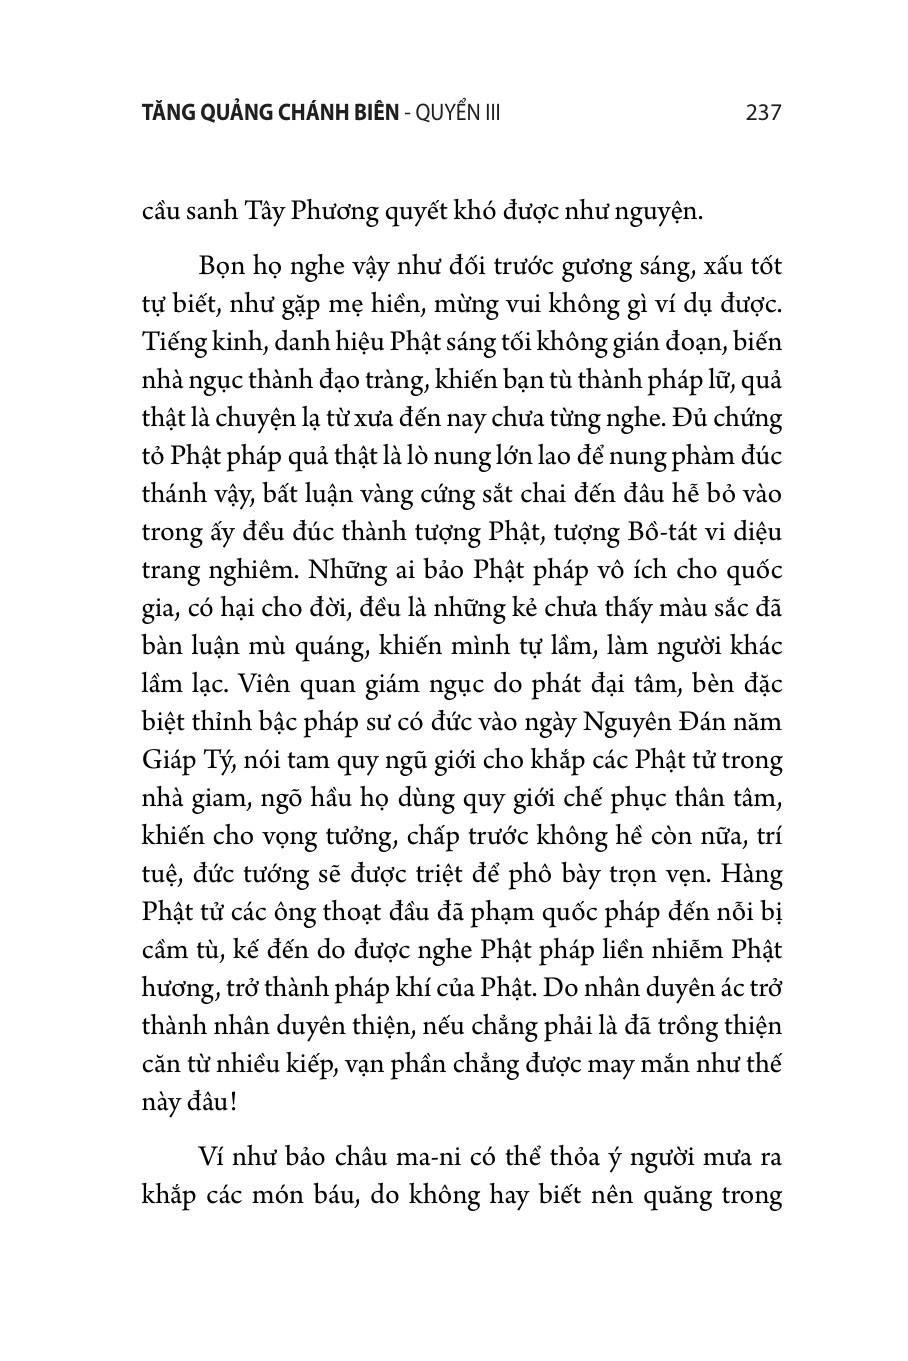 TĂNG QUẢNG CHÁNH BIÊN - QUYỂN III 237
cầu sanh Tây Phương quyết khó được như nguyện.
Bọn họ nghe vậy như đối trước gương sáng, xấu tốt
tự biết, như gặp mẹ hiền, mừng vui không gì ví dụ được.
Tiếng kinh, danh hiệu Phật sáng tối không gián đoạn, biến
nhà ngục thành đạo tràng, khiến bạn tù thành pháp lữ, quả
thật là chuyện lạ từ xưa đến nay chưa từng nghe. Đủ chứng
tỏ Phật pháp quả thật là lò nung lớn lao để nung phàm đúc
thánh vậy, bất luận vàng cứng sắt chai đến đâu hễ bỏ vào
trong ấy đều đúc thành tượng Phật, tượng Bồ-tát vi diệu
trang nghiêm. Những ai bảo Phật pháp vô ích cho quốc
gia, có hại cho đời, đều là những kẻ chưa thấy màu sắc đã
bàn luận mù quáng, khiến mình tự lầm, làm người khác
lầm lạc. Viên quan giám ngục do phát đại tâm, bèn đặc
biệt thỉnh bậc pháp sư có đức vào ngày Nguyên Đán năm
Giáp Tý, nói tam quy ngũ giới cho khắp các Phật tử trong
nhà giam, ngõ hầu họ dùng quy giới chế phục thân tâm,
khiến cho vọng tưởng, chấp trước không hề còn nữa, trí
tuệ, đức tướng sẽ được triệt để phô bày trọn vẹn. Hàng
Phật tử các ông thoạt đầu đã phạm quốc pháp đến nỗi bị
cầm tù, kế đến do được nghe Phật pháp liền nhiễm Phật
hương, trở thành pháp khí của Phật. Do nhân duyên ác trở
thành nhân duyên thiện, nếu chẳng phải là đã trồng thiện
căn từ nhiều kiếp, vạn phần chẳng được may mắn như thế
này đâu!
Ví như bảo châu ma-ni có thể thỏa ý người mưa ra
khắp các món báu, do không hay biết nên quăng trong